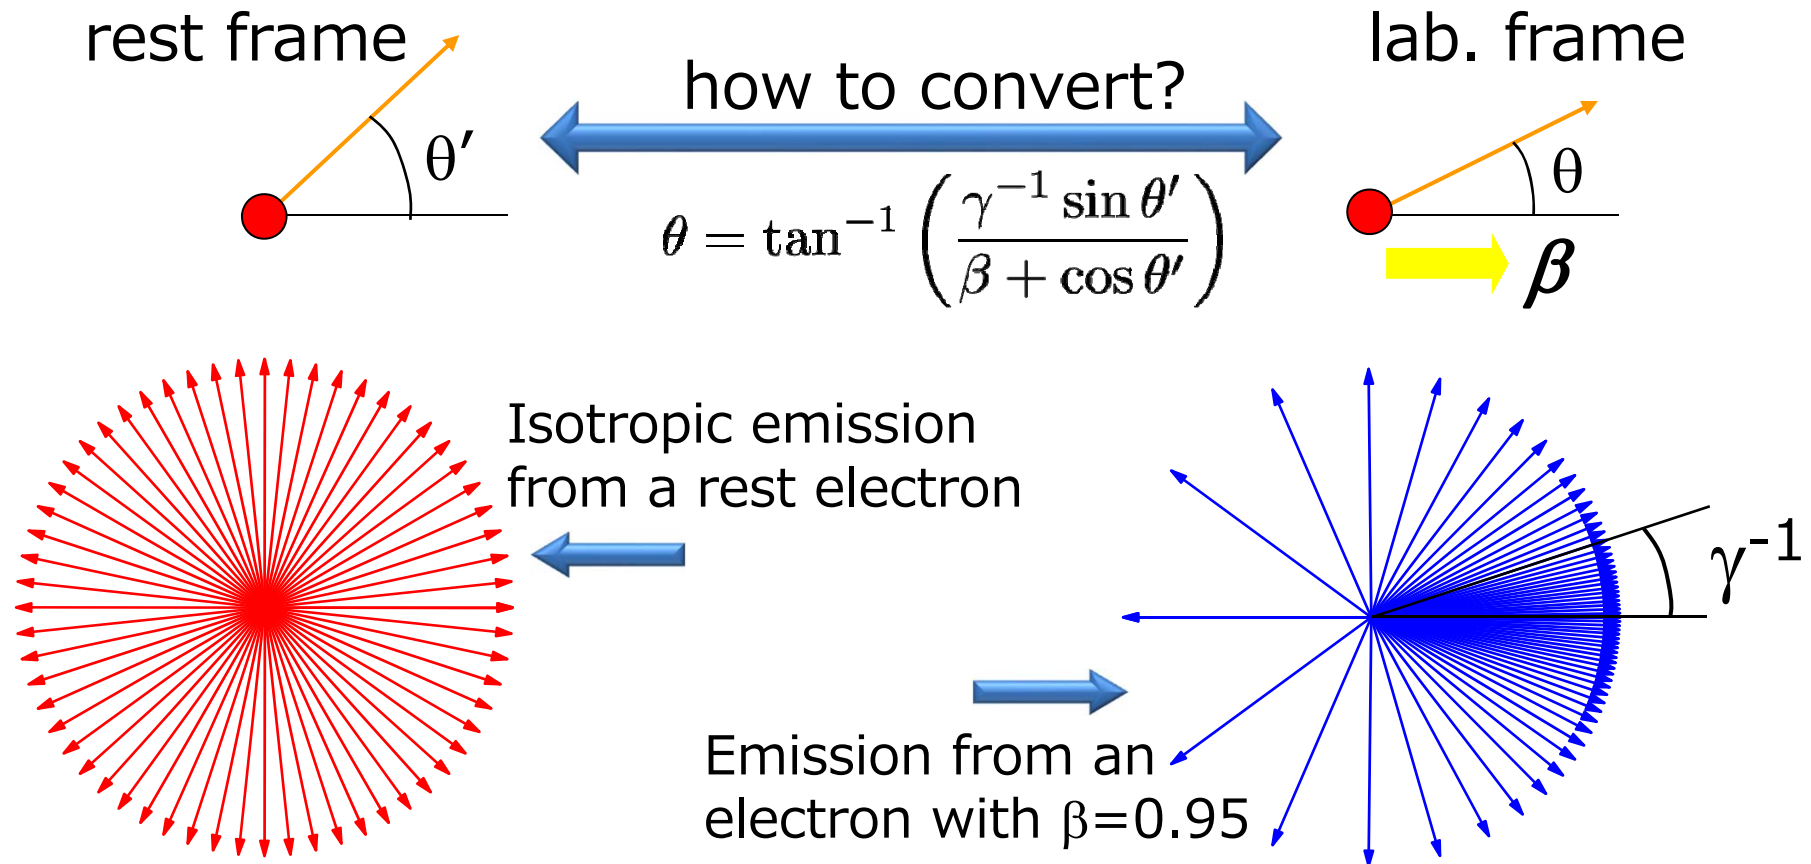 rest frame
lab. frame
how to convert?
θ′
θ
θ = tan⁻¹ ( γ⁻¹ sin θ′ / β + cos θ′ )
β
Isotropic emission
from a rest electron
γ⁻¹
Emission from an
electron with β=0.95